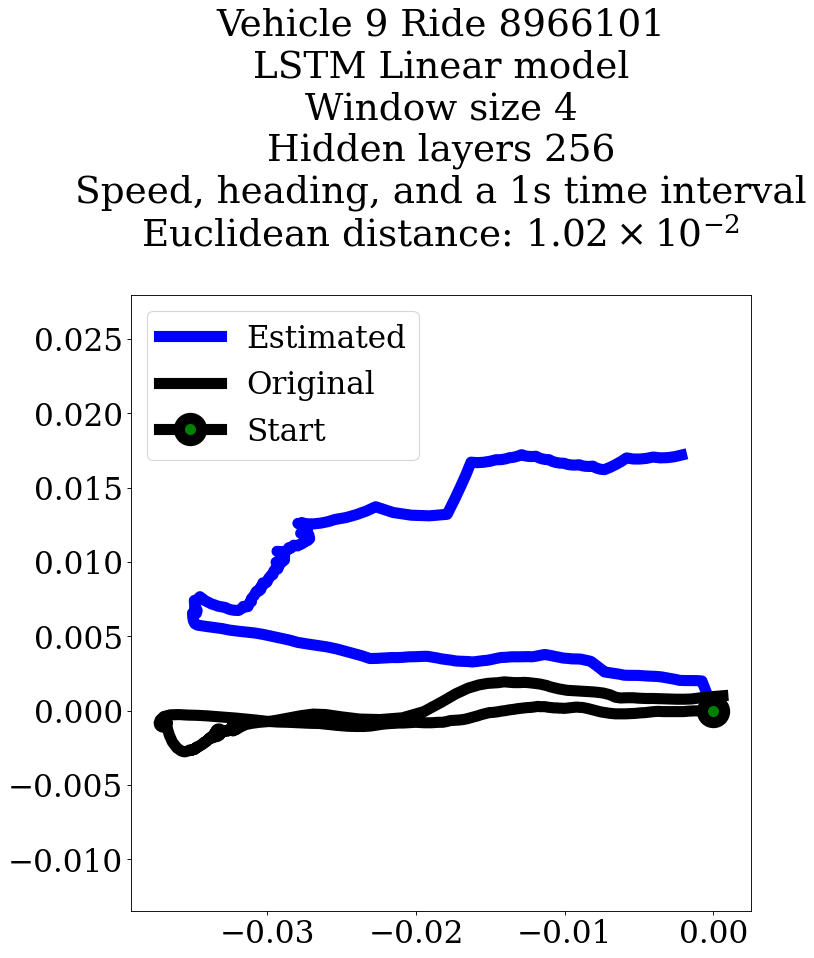 Vehicle 9 Ride 8966101
LSTM Linear model
Window size 4
Hidden layers 256
Speed, heading, and a 1s time interval
Euclidean distance: 1.02 × 10⁻²
Estimated
Original
Start
0.025
0.020
0.015
0.010
0.005
0.000
−0.005
−0.010
−0.03 −0.02 −0.01 0.00